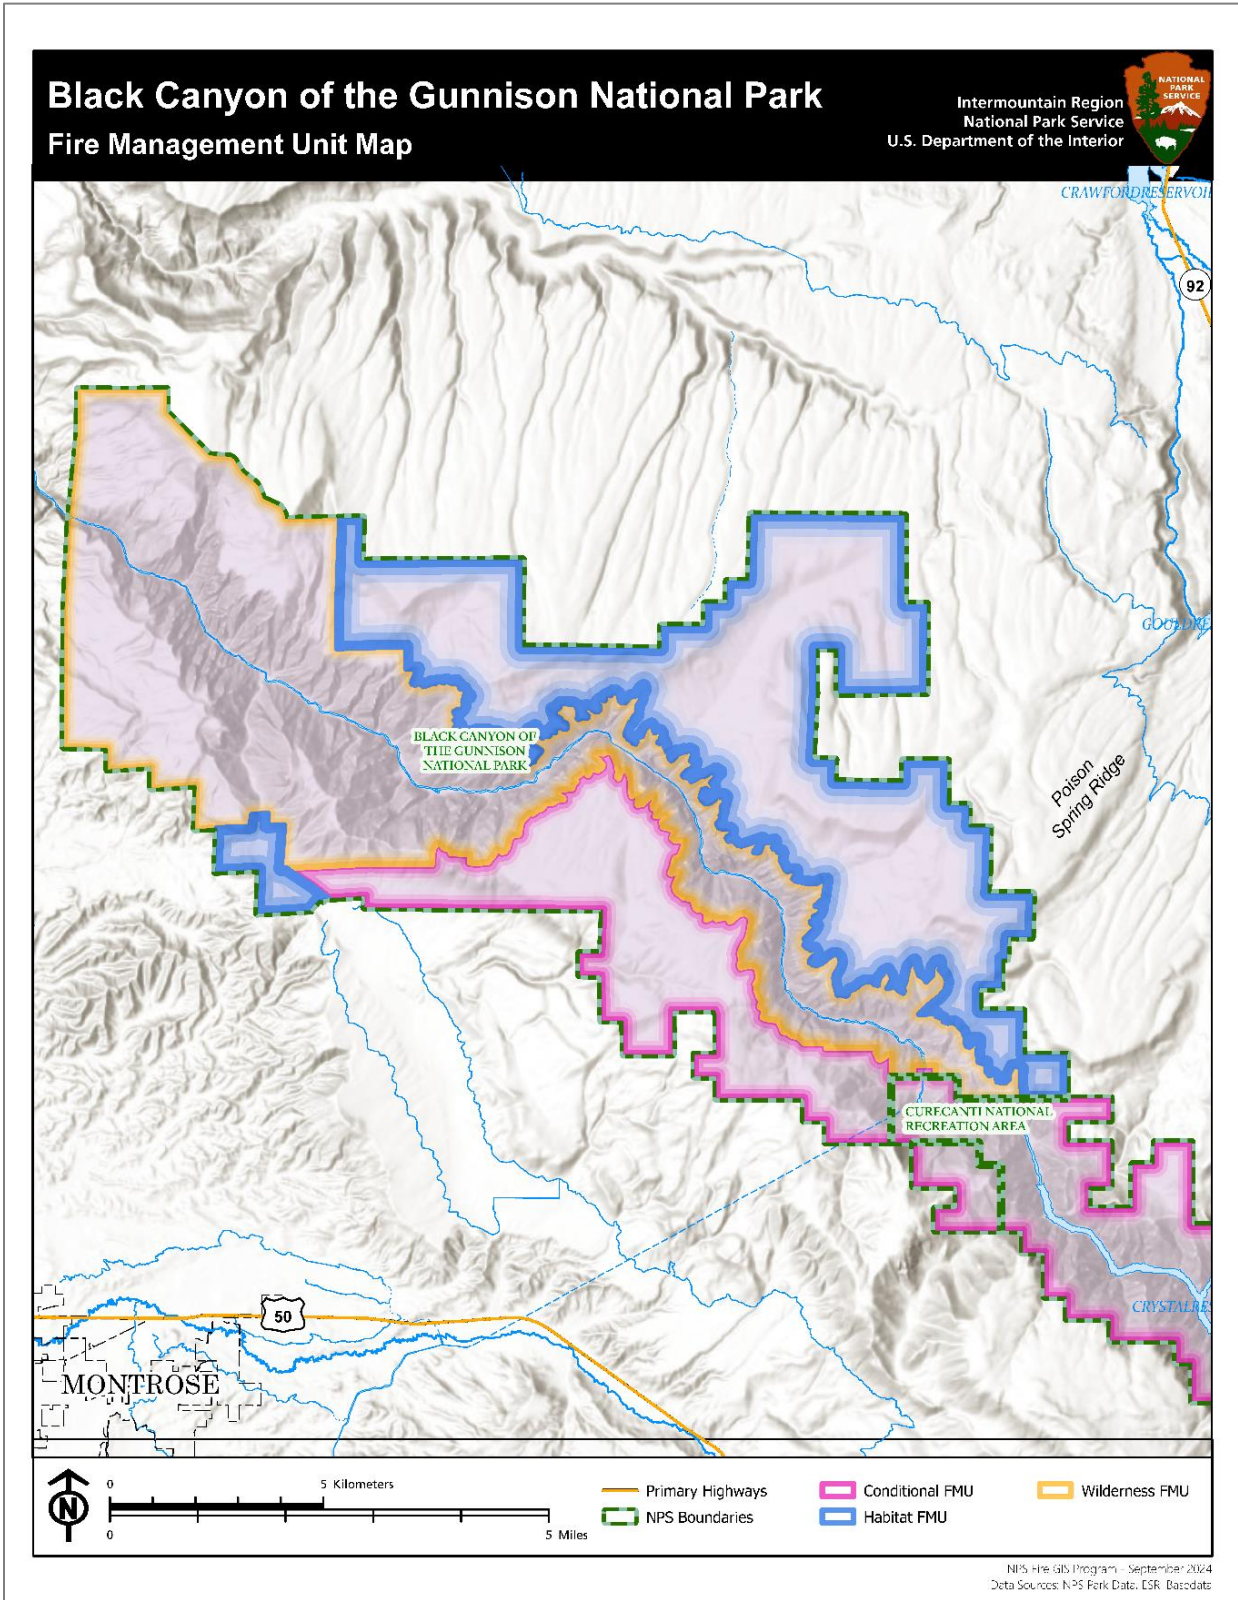 Black Canyon of the Gunnison National Park
Fire Management Unit Map
Intermountain Region
National Park Service
U.S. Department of the Interior
NATIONAL
PARK
SERVICE
CRAWFORDRESERVOI
92
GOULDRE
BLACK CANYON OF
THE GUNNISON
NATIONAL PARK
Poison
Spring Ridge
CURECANTI NATIONAL
RECREATION AREA
CRYSTALRE
50
MONTROSE
N
0 5 Kilometers
0 5 Miles
Primary Highways
NPS Boundaries
Conditional FMU
Habitat FMU
Wilderness FMU
NPS Fire GIS Program - September 2024
Data Sources: NPS Park Data, ESRI Basedata